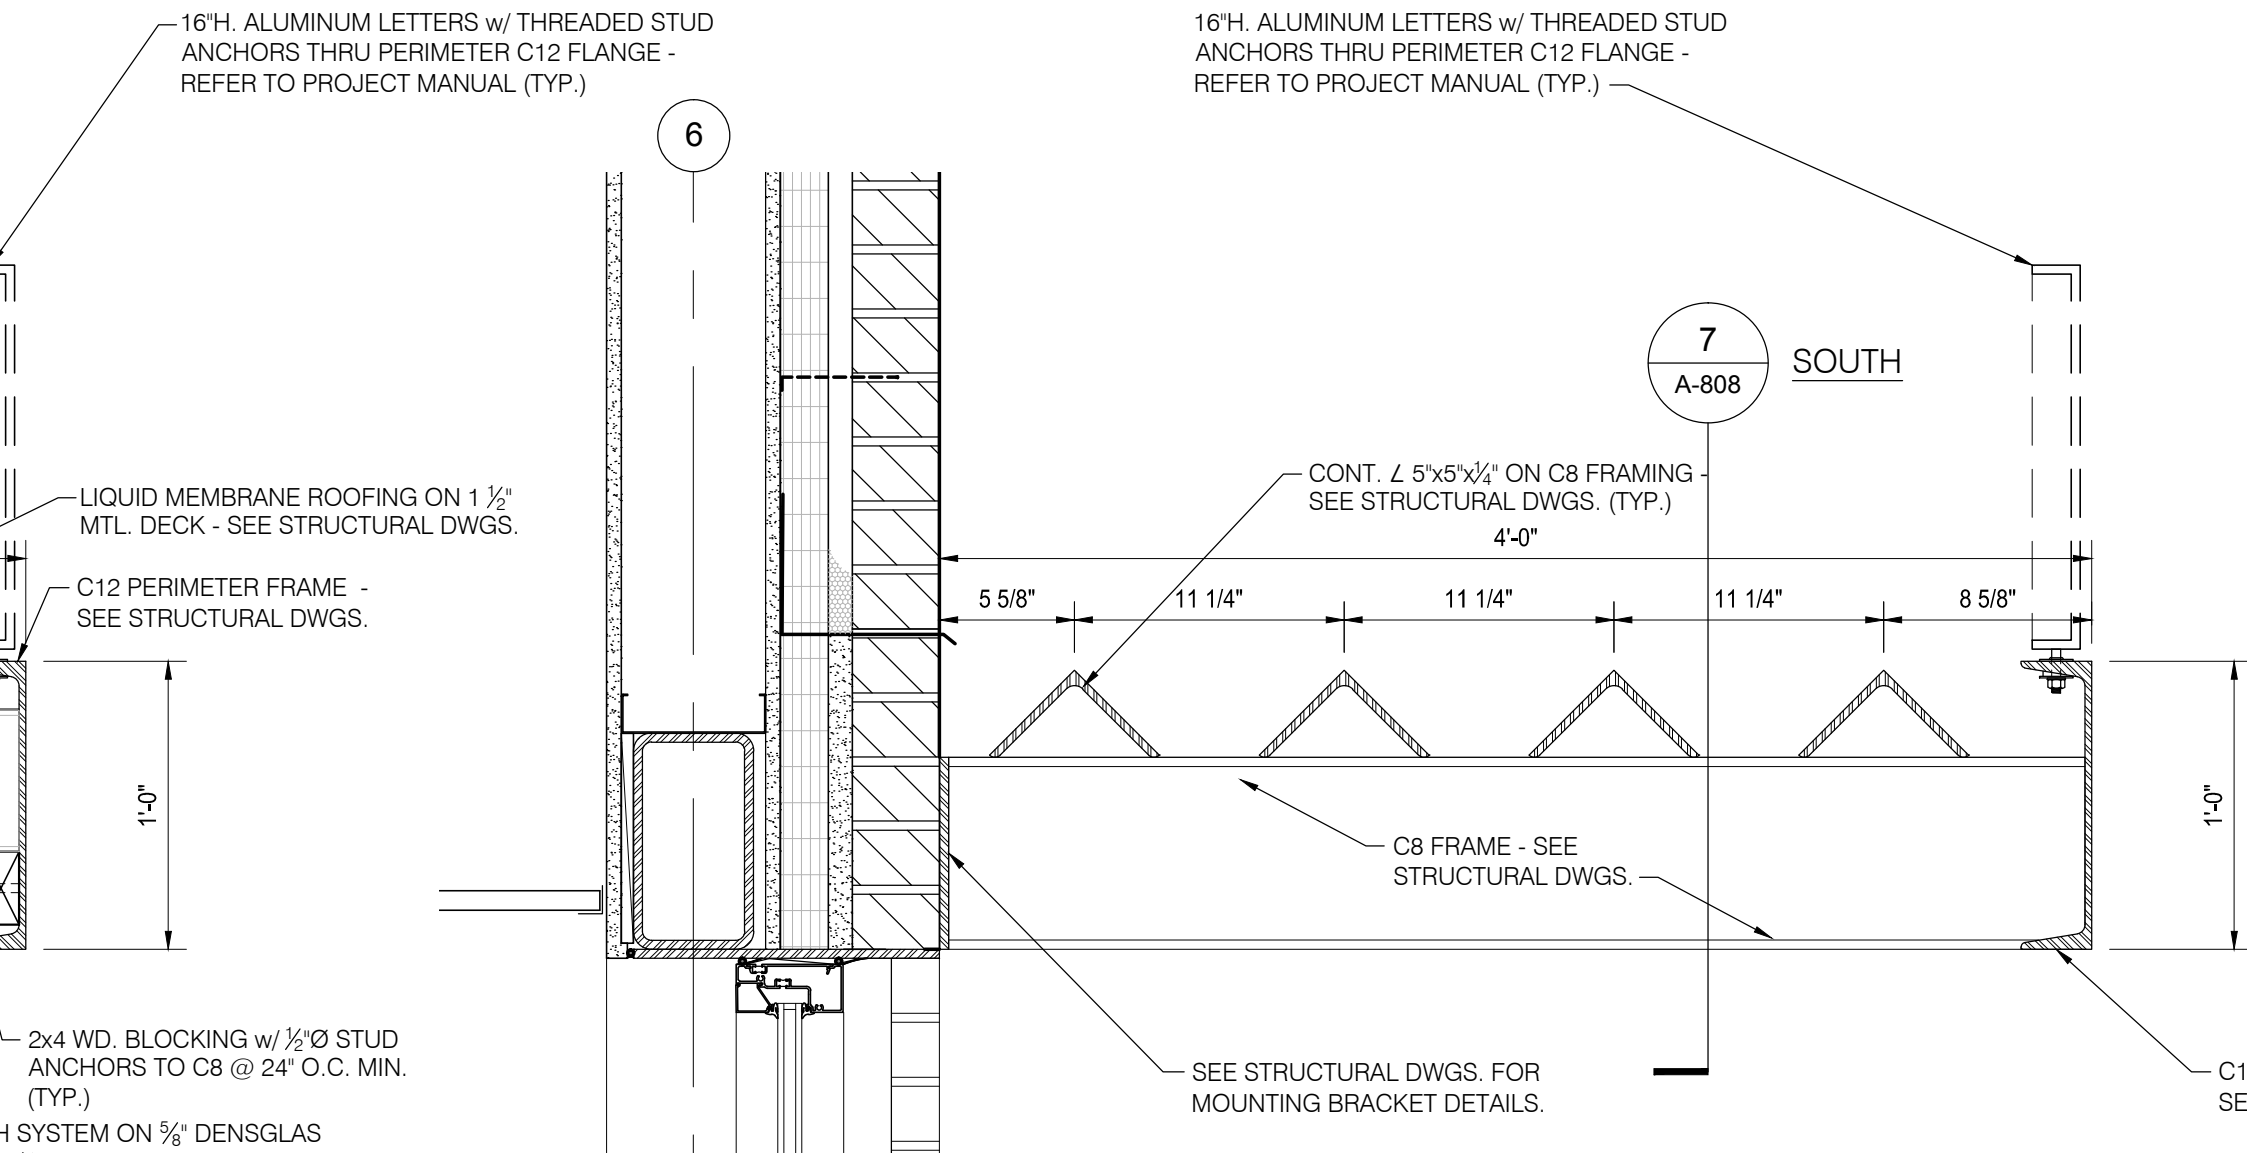 16"H. ALUMINUM LETTERS w/ THREADED STUD
ANCHORS THRU PERIMETER C12 FLANGE -
REFER TO PROJECT MANUAL (TYP.)
16"H. ALUMINUM LETTERS w/ THREADED STUD
ANCHORS THRU PERIMETER C12 FLANGE -
REFER TO PROJECT MANUAL (TYP.)
6
7
A-808
SOUTH
LIQUID MEMBRANE ROOFING ON 1 ½"
MTL. DECK - SEE STRUCTURAL DWGS.
CONT. ∠ 5"x5"x¼" ON C8 FRAMING -
SEE STRUCTURAL DWGS. (TYP.)
4'-0"
C12 PERIMETER FRAME -
SEE STRUCTURAL DWGS.
5 5/8"
11 1/4"
11 1/4"
11 1/4"
8 5/8"
1'-0"
1'-0"
C8 FRAME - SEE
STRUCTURAL DWGS.
2x4 WD. BLOCKING w/ ½"Ø STUD
ANCHORS TO C8 @ 24" O.C. MIN.
(TYP.)
H SYSTEM ON ⅝" DENSGLAS
SEE STRUCTURAL DWGS. FOR
MOUNTING BRACKET DETAILS.
C1
SE